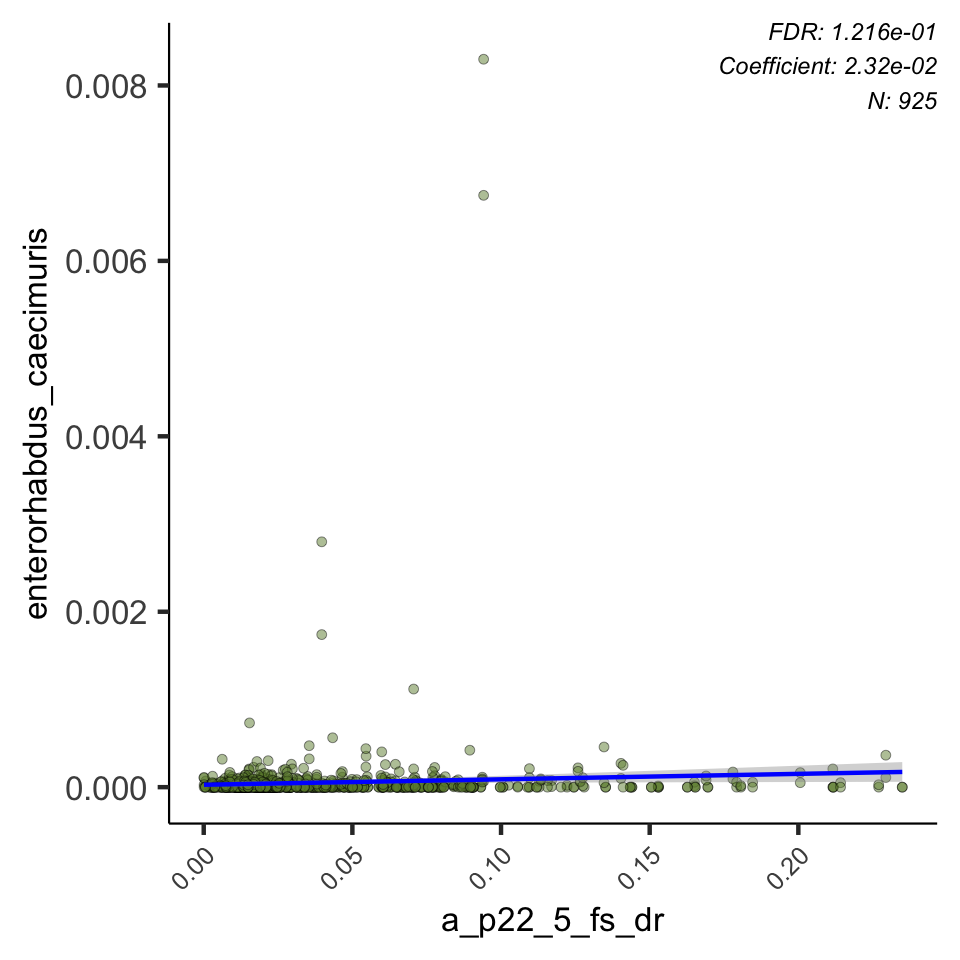 FDR: 1.216e-01
Coefficient: 2.32e-02
N: 925
enterorhabdus_caecimuris
0.008
0.006
0.004
0.002
0.000
0.00
0.05
0.10
0.15
0.20
a_p22_5_fs_dr